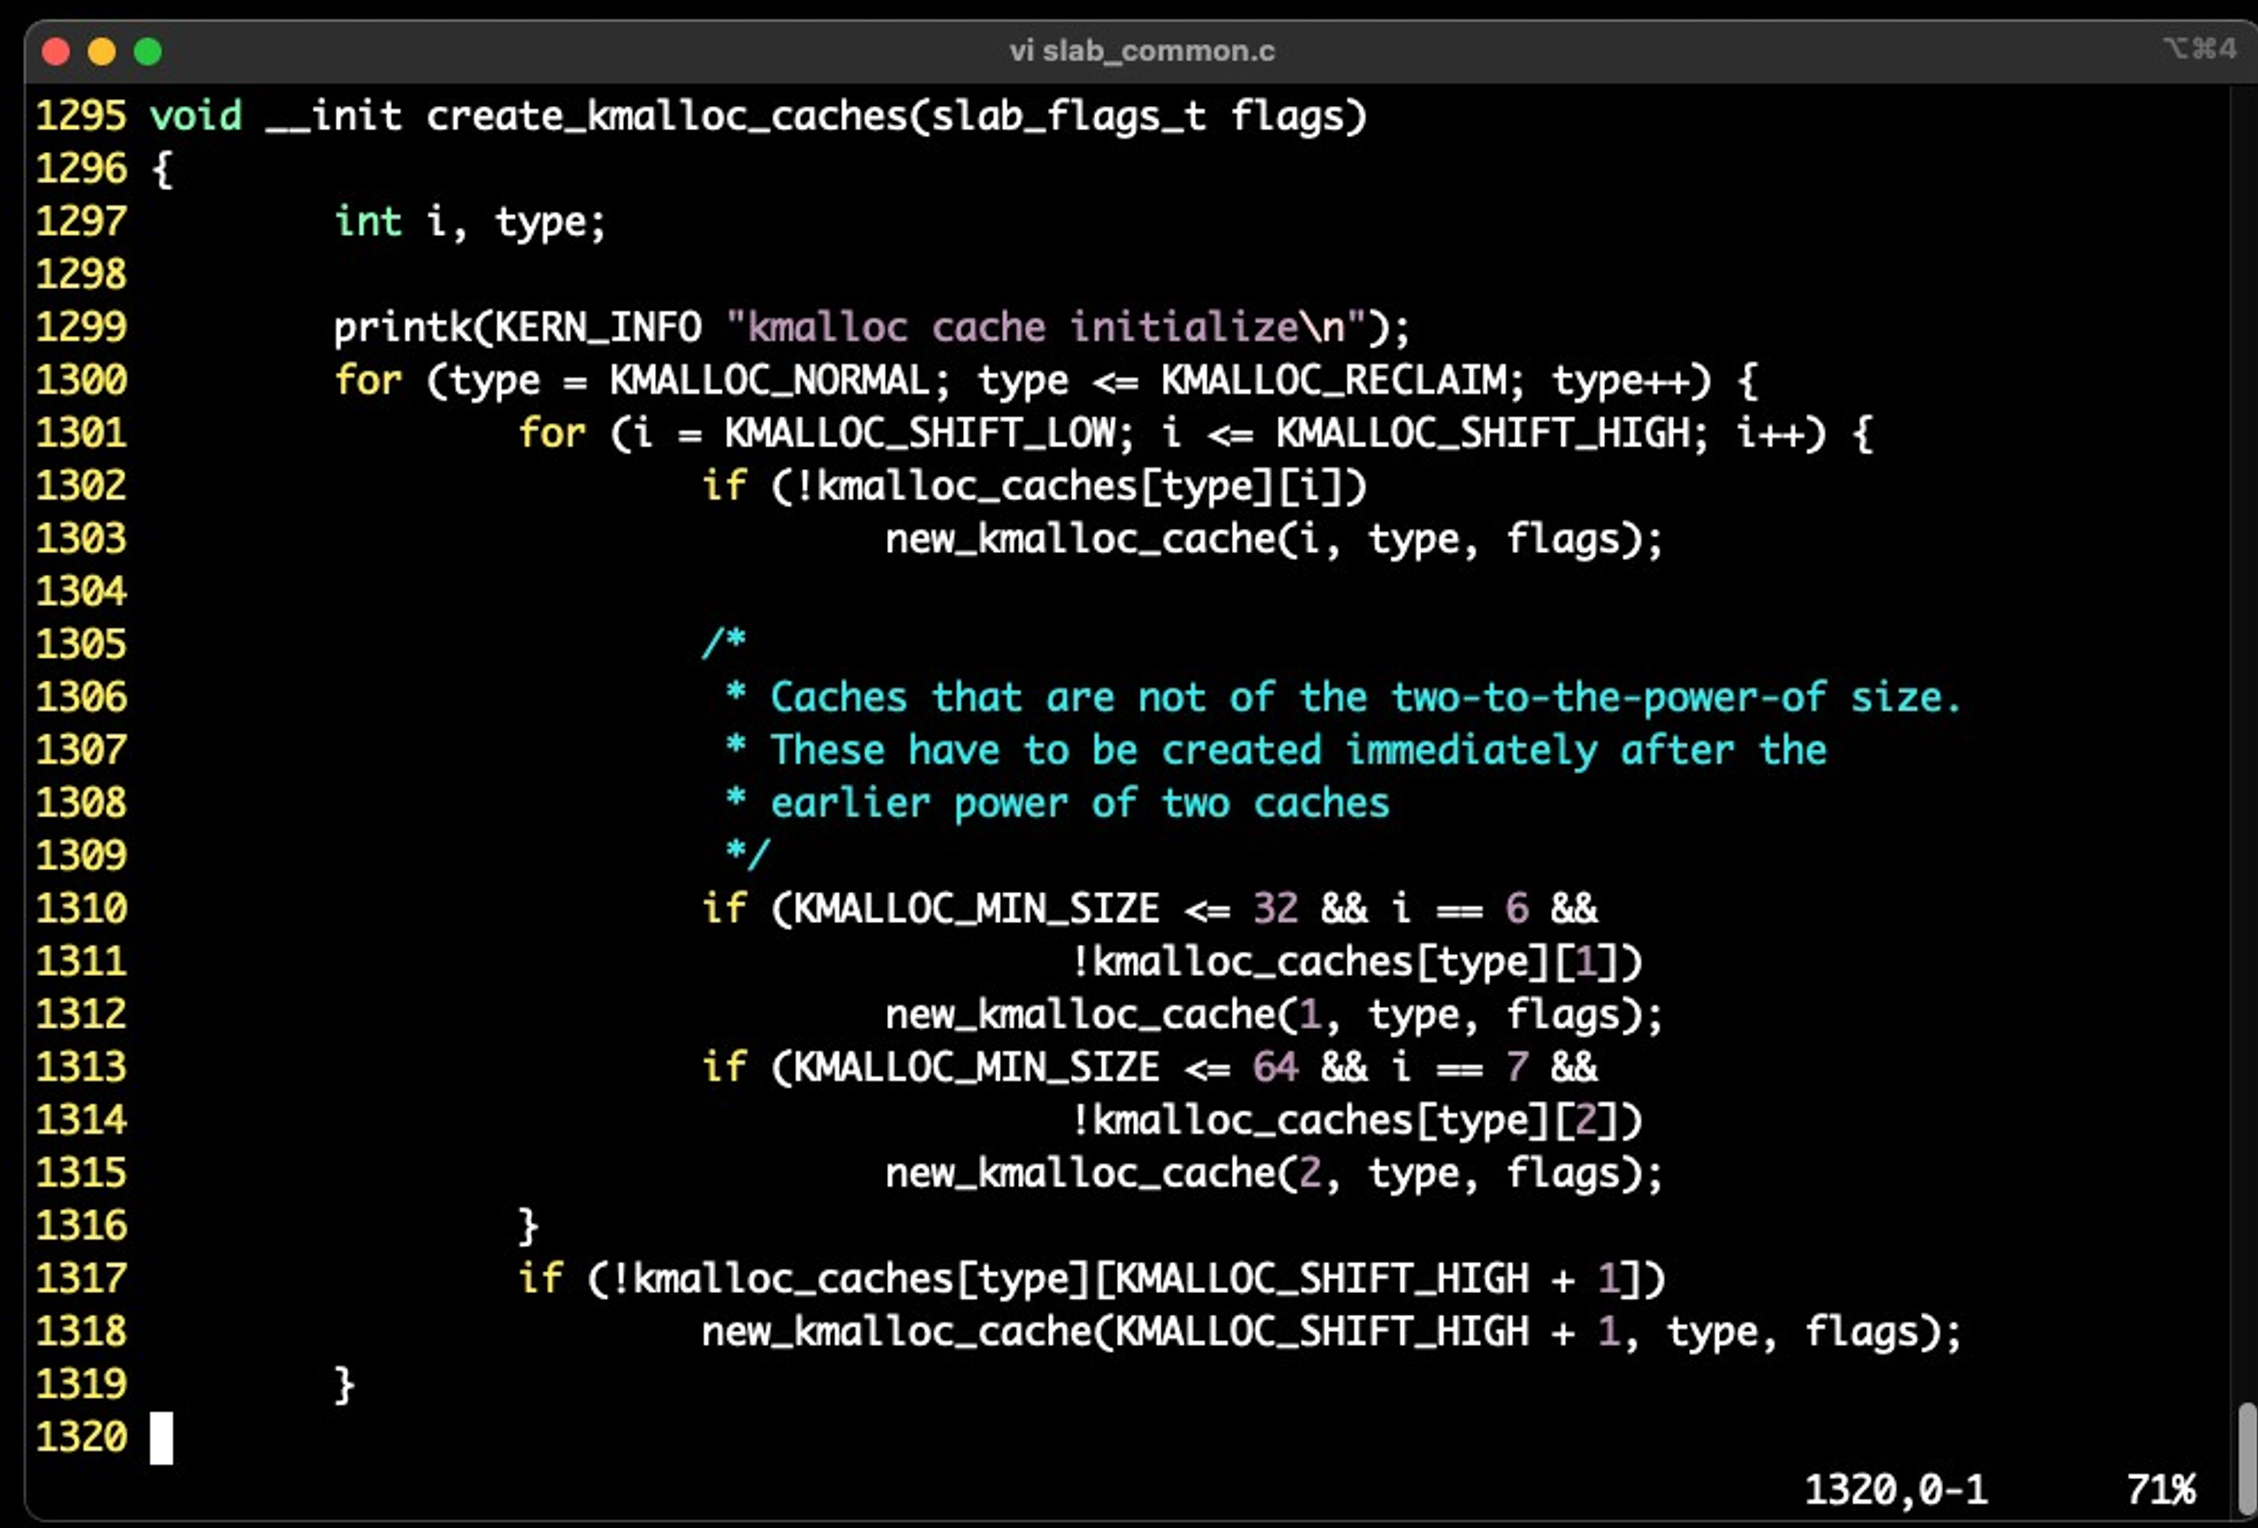 vi slab_common.c
⌥⌘4
1295 void __init create_kmalloc_caches(slab_flags_t flags)
1296 {
1297         int i, type;
1298
1299         printk(KERN_INFO "kmalloc cache initialize\n");
1300         for (type = KMALLOC_NORMAL; type <= KMALLOC_RECLAIM; type++) {
1301                 for (i = KMALLOC_SHIFT_LOW; i <= KMALLOC_SHIFT_HIGH; i++) {
1302                         if (!kmalloc_caches[type][i])
1303                                 new_kmalloc_cache(i, type, flags);
1304
1305                         /*
1306                          * Caches that are not of the two-to-the-power-of size.
1307                          * These have to be created immediately after the
1308                          * earlier power of two caches
1309                          */
1310                         if (KMALLOC_MIN_SIZE <= 32 && i == 6 &&
1311                                         !kmalloc_caches[type][1])
1312                                 new_kmalloc_cache(1, type, flags);
1313                         if (KMALLOC_MIN_SIZE <= 64 && i == 7 &&
1314                                         !kmalloc_caches[type][2])
1315                                 new_kmalloc_cache(2, type, flags);
1316                 }
1317                 if (!kmalloc_caches[type][KMALLOC_SHIFT_HIGH + 1])
1318                         new_kmalloc_cache(KMALLOC_SHIFT_HIGH + 1, type, flags);
1319         }
1320
1320,0-1 71%